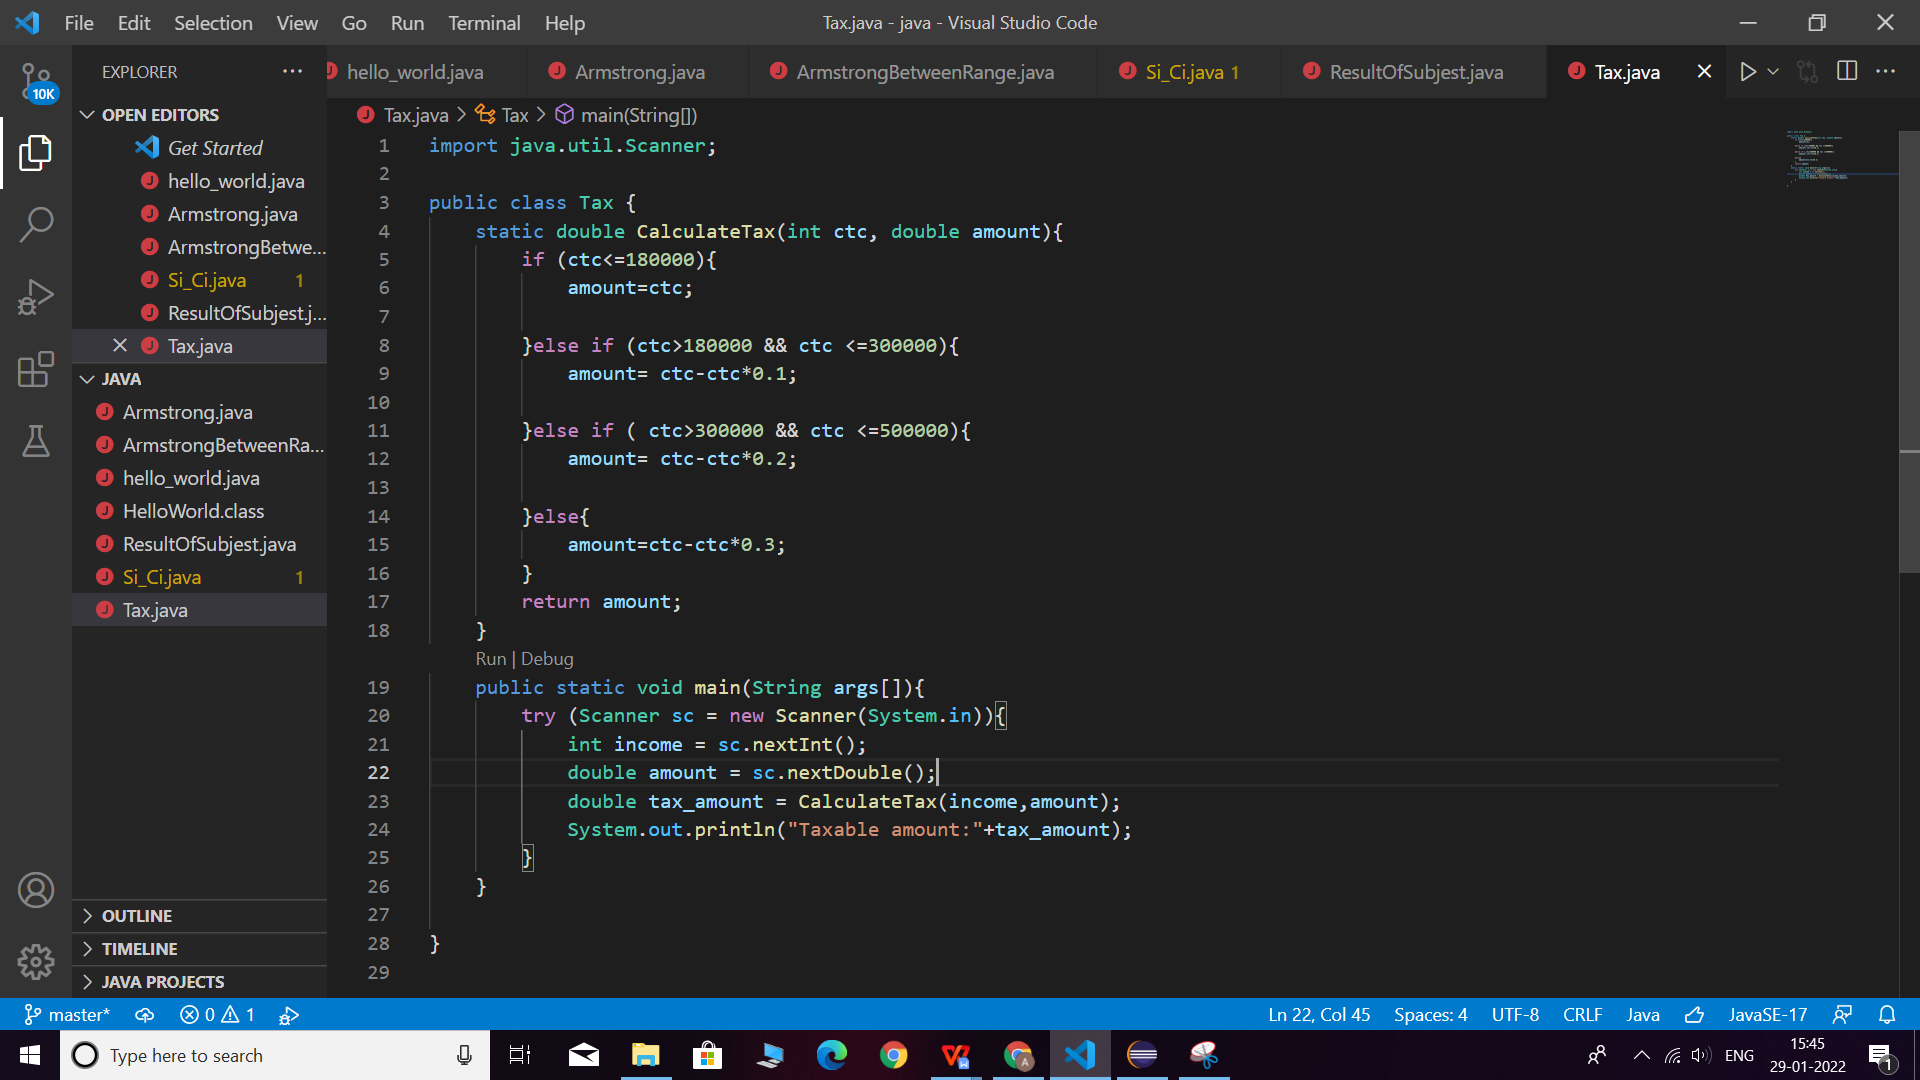 File Edit Selection View Go Run Terminal Help
Tax.java - java - Visual Studio Code
EXPLORER
hello_world.java Armstrong.java ArmstrongBetweenRange.java Si_Ci.java 1 ResultOfSubjest.java Tax.java
10K
OPEN EDITORS
Get Started
hello_world.java
Armstrong.java
ArmstrongBetwe...
Si_Ci.java 1
ResultOfSubjest.j...
Tax.java
JAVA
Armstrong.java
ArmstrongBetweenRa...
hello_world.java
HelloWorld.class
ResultOfSubjest.java
Si_Ci.java 1
Tax.java
OUTLINE
TIMELINE
JAVA PROJECTS
Tax.java > Tax > main(String[])
1 import java.util.Scanner;
2
3 public class Tax {
4 static double CalculateTax(int ctc, double amount){
5 if (ctc<=180000){
6 amount=ctc;
7
8 }else if (ctc>180000 && ctc <=300000){
9 amount= ctc-ctc*0.1;
10
11 }else if ( ctc>300000 && ctc <=500000){
12 amount= ctc-ctc*0.2;
13
14 }else{
15 amount=ctc-ctc*0.3;
16 }
17 return amount;
18 }
Run | Debug
19 public static void main(String args[]){
20 try (Scanner sc = new Scanner(System.in)){
21 int income = sc.nextInt();
22 double amount = sc.nextDouble();
23 double tax_amount = CalculateTax(income,amount);
24 System.out.println("Taxable amount:"+tax_amount);
25 }
26 }
27
28 }
29
master* 0 1 Ln 22, Col 45 Spaces: 4 UTF-8 CRLF Java JavaSE-17
Type here to search
ENG
15:45
29-01-2022
1